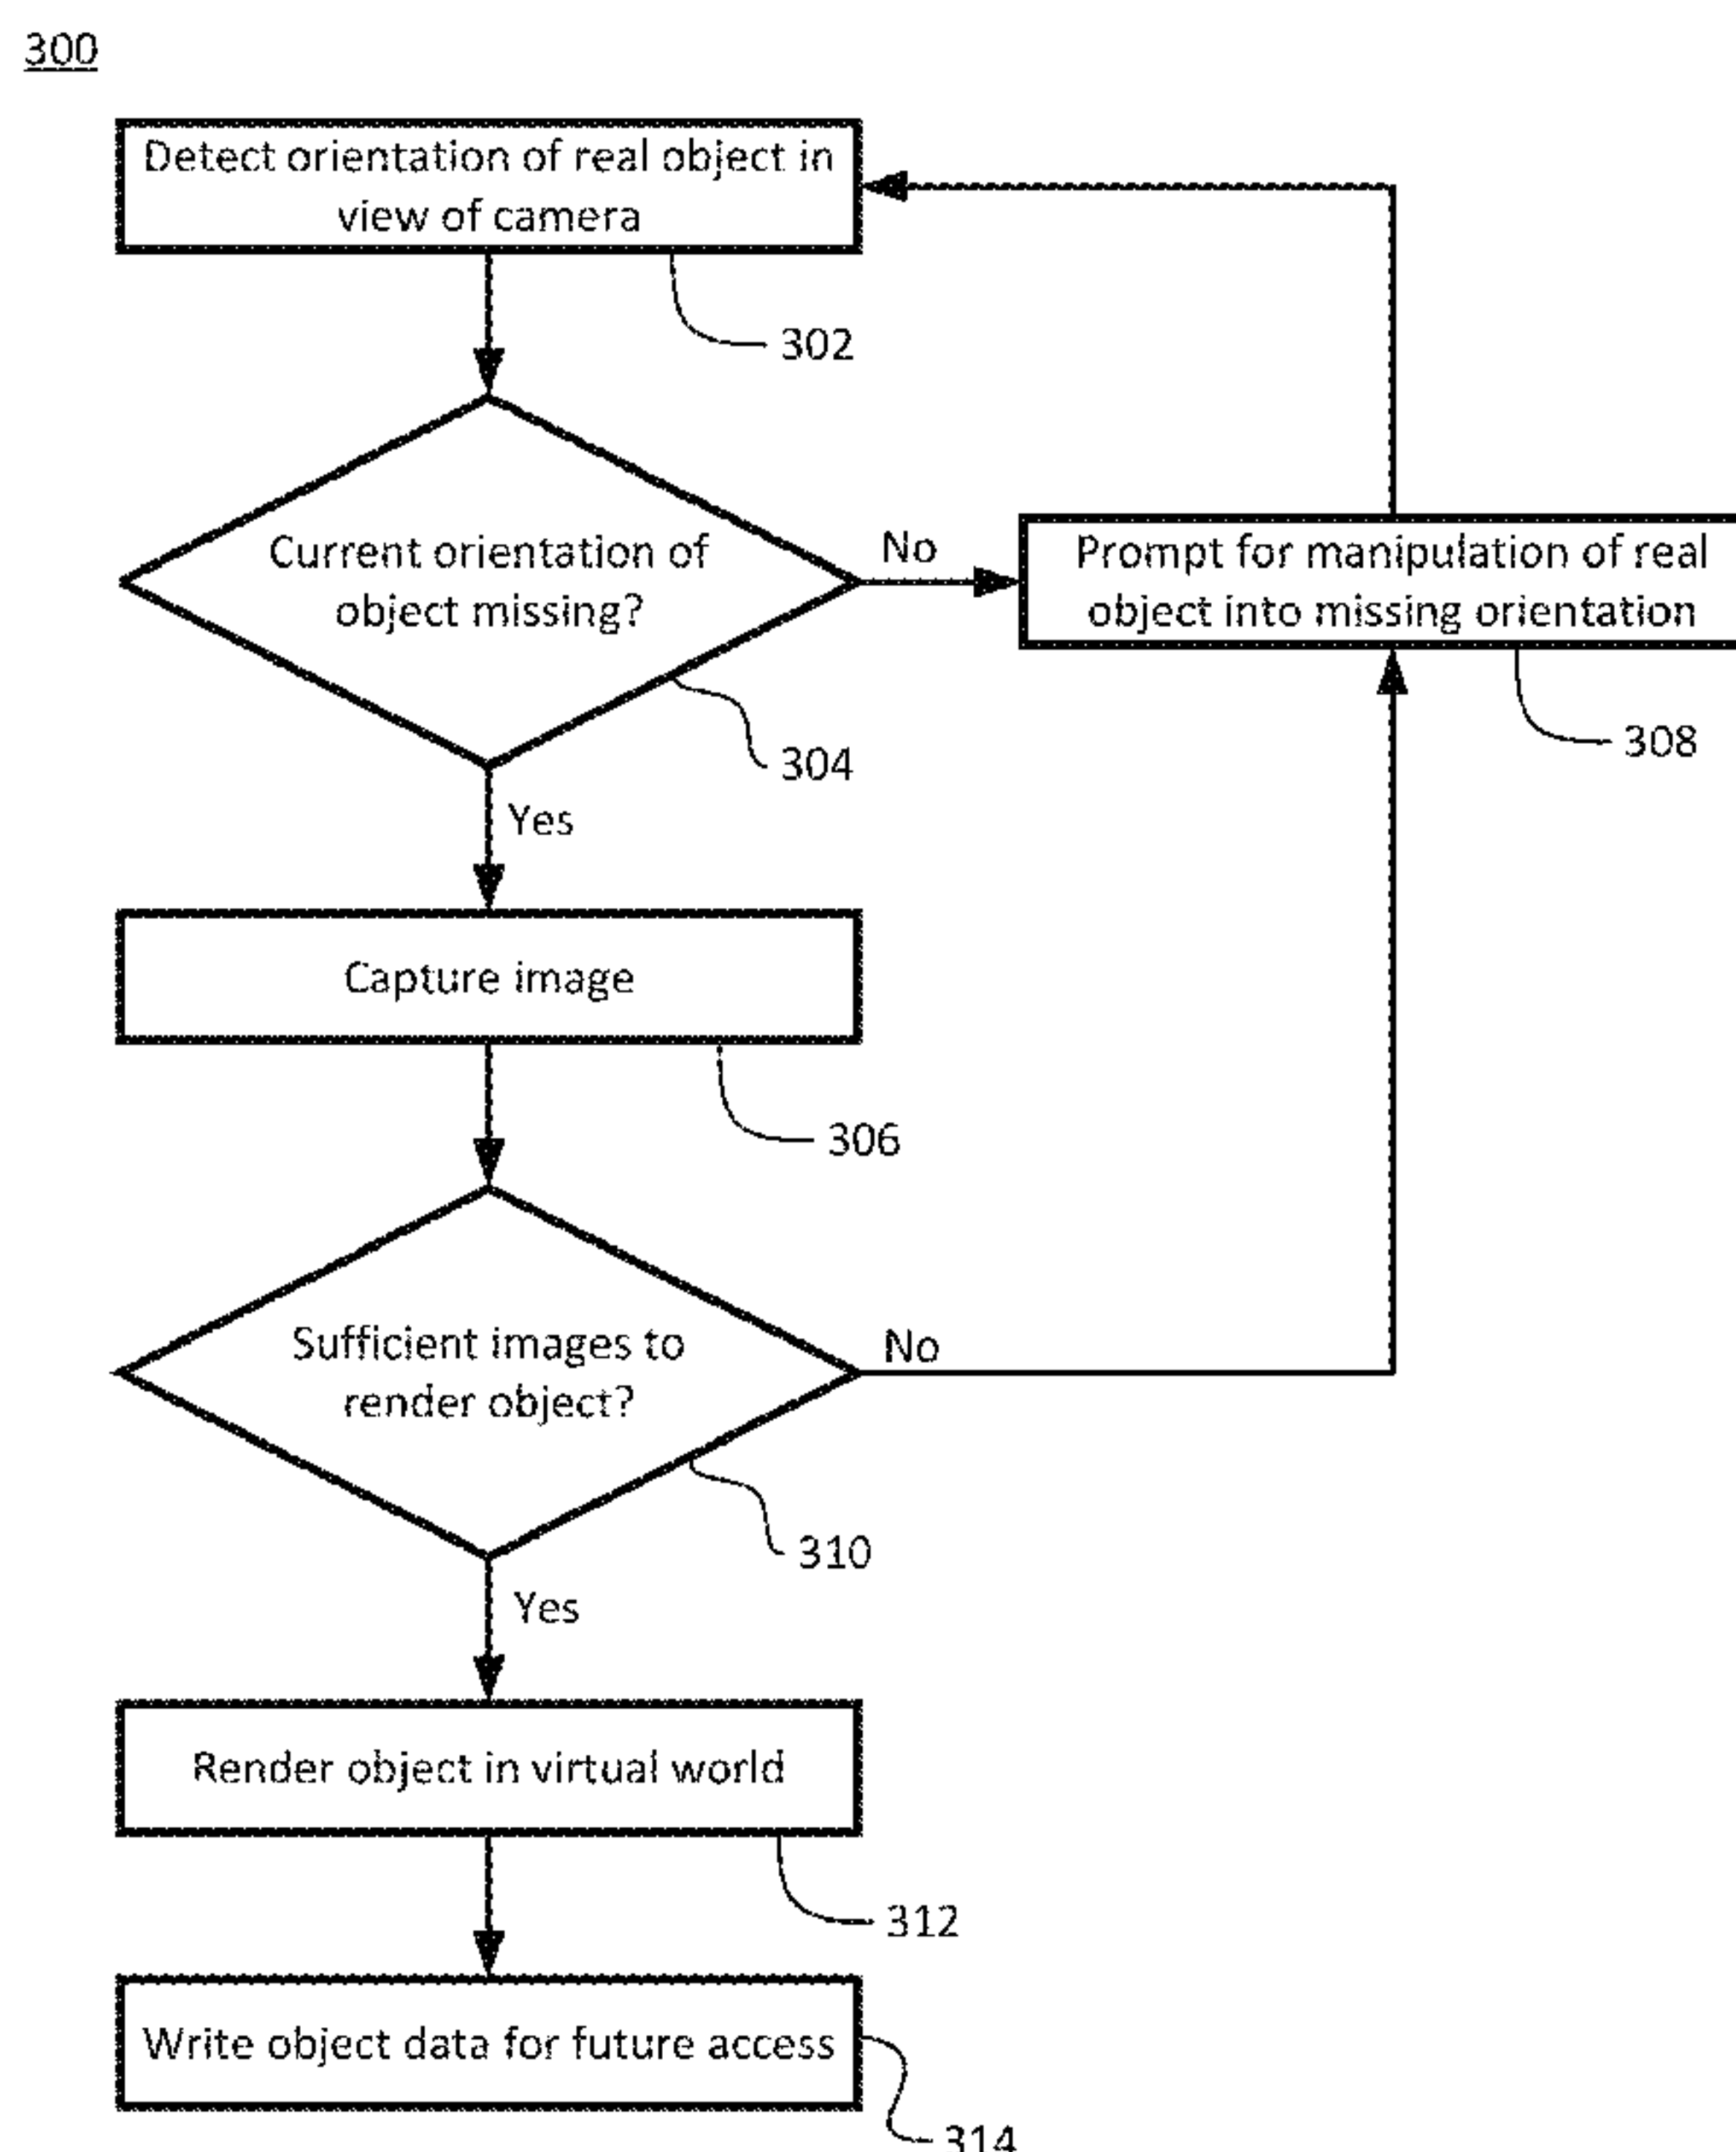 300
Detect orientation of real object in
view of camera
302
Current orientation of
object missing?
No
Prompt for manipulation of real
object into missing orientation
304
308
Yes
Capture image
306
Sufficient images to
render object?
No
310
Yes
Render object in virtual world
312
Write object data for future access
314